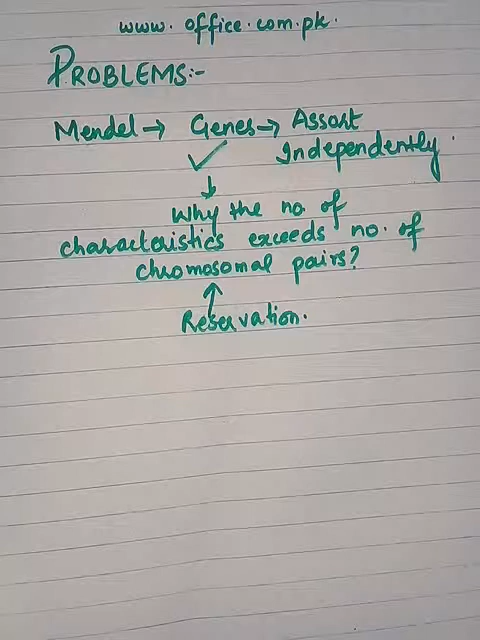 www.office.com.pk.
PROBLEMS:-
Mendel → Genes → Assort
Independently.
✓
↓
Why the no. of
characteristics exceeds no. of
chromosomal pairs?
↑
Reservation.